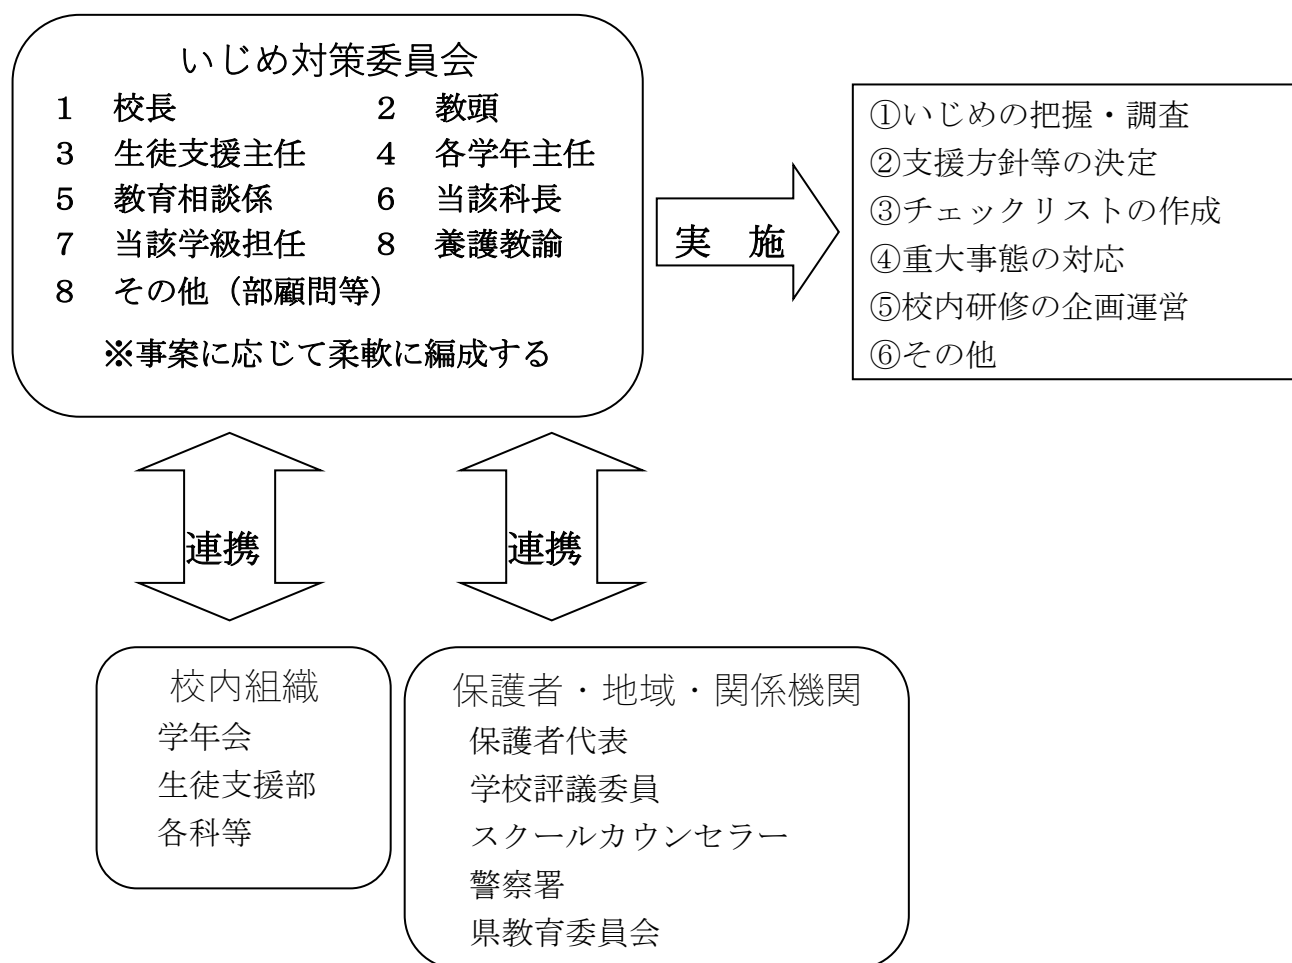 いじめ対策委員会
１　校長　２　教頭
３　生徒支援主任　４　各学年主任
５　教育相談係　６　当該科長
７　当該学級担任　８　養護教諭
８　その他（部顧問等）
※事案に応じて柔軟に編成する
実　施
①いじめの把握・調査
②支援方針等の決定
③チェックリストの作成
④重大事態の対応
⑤校内研修の企画運営
⑥その他
連携
連携
校内組織
学年会
生徒支援部
各科等
保護者・地域・関係機関
保護者代表
学校評議委員
スクールカウンセラー
警察署
県教育委員会